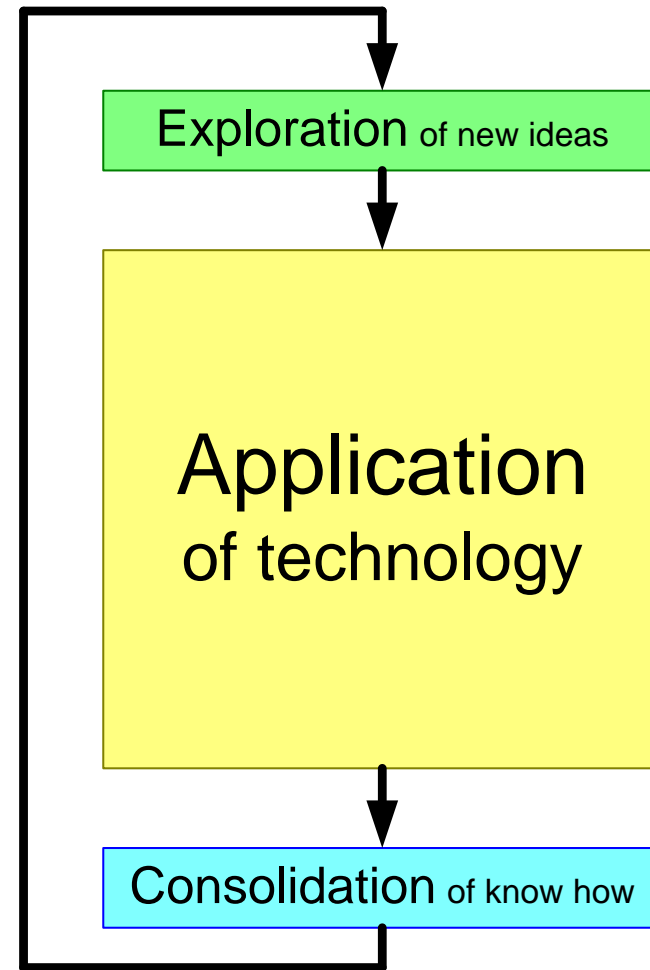 Exploration of new ideas
Application
of technology
Consolidation of know how